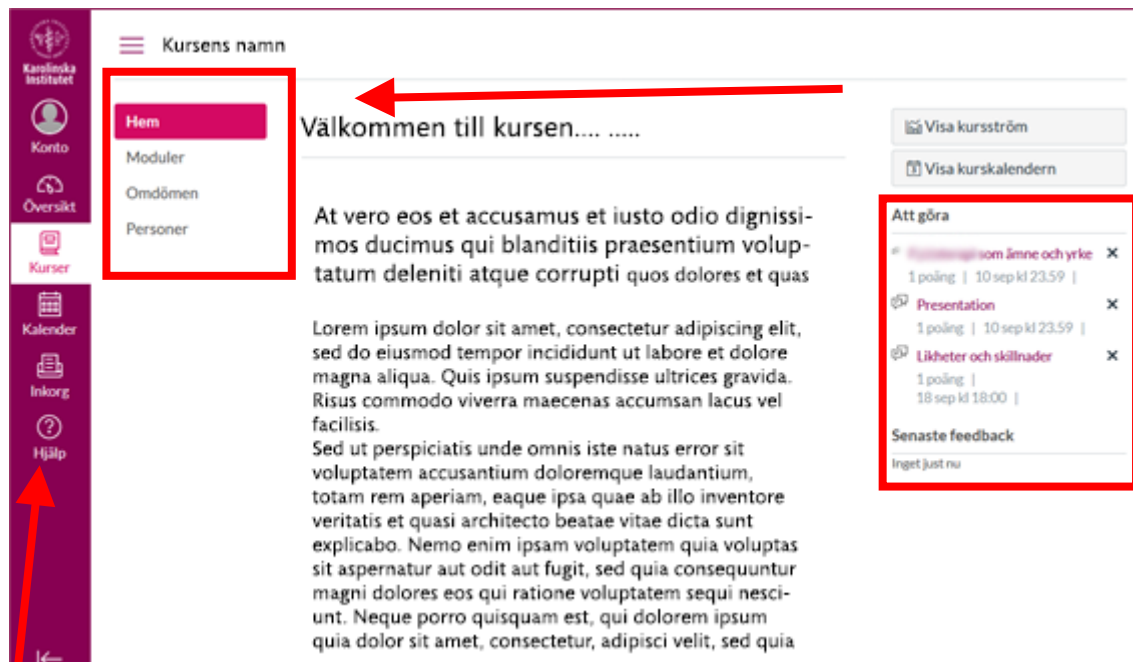 Karolinska
Institutet
Konto
Översikt
Kurser
Kalender
Inkorg
Hjälp
Kursens namn
Hem
Moduler
Omdömen
Personer
Välkommen till kursen.... .....
At vero eos et accusamus et iusto odio dignissi-
mos ducimus qui blanditiis praesentium volup-
tatum deleniti atque corrupti quos dolores et quas
Lorem ipsum dolor sit amet, consectetur adipiscing elit,
sed do eiusmod tempor incididunt ut labore et dolore
magna aliqua. Quis ipsum suspendisse ultrices gravida.
Risus commodo viverra maecenas accumsan lacus vel
facilisis.
Sed ut perspiciatis unde omnis iste natus error sit
voluptatem accusantium doloremque laudantium,
totam rem aperiam, eaque ipsa quae ab illo inventore
veritatis et quasi architecto beatae vitae dicta sunt
explicabo. Nemo enim ipsam voluptatem quia voluptas
sit aspernatur aut odit aut fugit, sed quia consequuntur
magni dolores eos qui ratione voluptatem sequi nesci-
unt. Neque porro quisquam est, qui dolorem ipsum
quia dolor sit amet, consectetur, adipisci velit, sed quia
Visa kursström
Visa kurskalendern
Att göra
som ämne och yrke
1 poäng | 10 sep kl 23.59 |
Presentation
1 poäng | 10 sep kl 23.59 |
Likheter och skillnader
1 poäng |
18 sep kl 18:00 |
Senaste feedback
Inget just nu